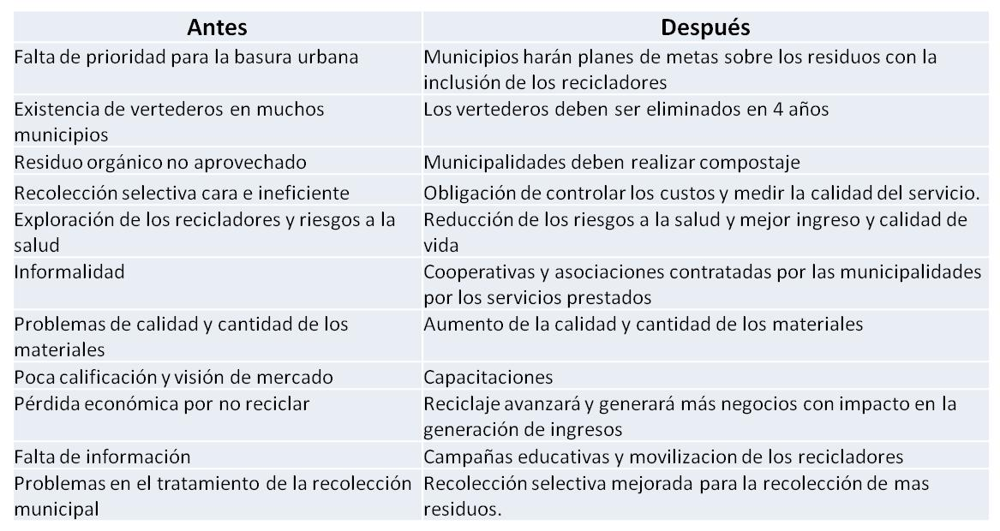 Antes
Después
Falta de prioridad para la basura urbana
Municipios harán planes de metas sobre los residuos con la
inclusión de los recicladores
Existencia de vertederos en muchos
municipios
Los vertederos deben ser eliminados en 4 años
Residuo orgánico no aprovechado
Municipalidades deben realizar compostaje
Recolección selectiva cara e ineficiente
Obligación de controlar los custos y medir la calidad del servicio.
Exploración de los recicladores y riesgos a la
salud
Reducción de los riesgos a la salud y mejor ingreso y calidad de
vida
Informalidad
Cooperativas y asociaciones contratadas por las municipalidades
por los servicios prestados
Problemas de calidad y cantidad de los
materiales
Aumento de la calidad y cantidad de los materiales
Poca calificación y visión de mercado
Capacitaciones
Pérdida económica por no reciclar
Reciclaje avanzará y generará más negocios con impacto en la
generación de ingresos
Falta de información
Campañas educativas y movilizacion de los recicladores
Problemas en el tratamiento de la recolección
municipal
Recolección selectiva mejorada para la recolección de mas
residuos.